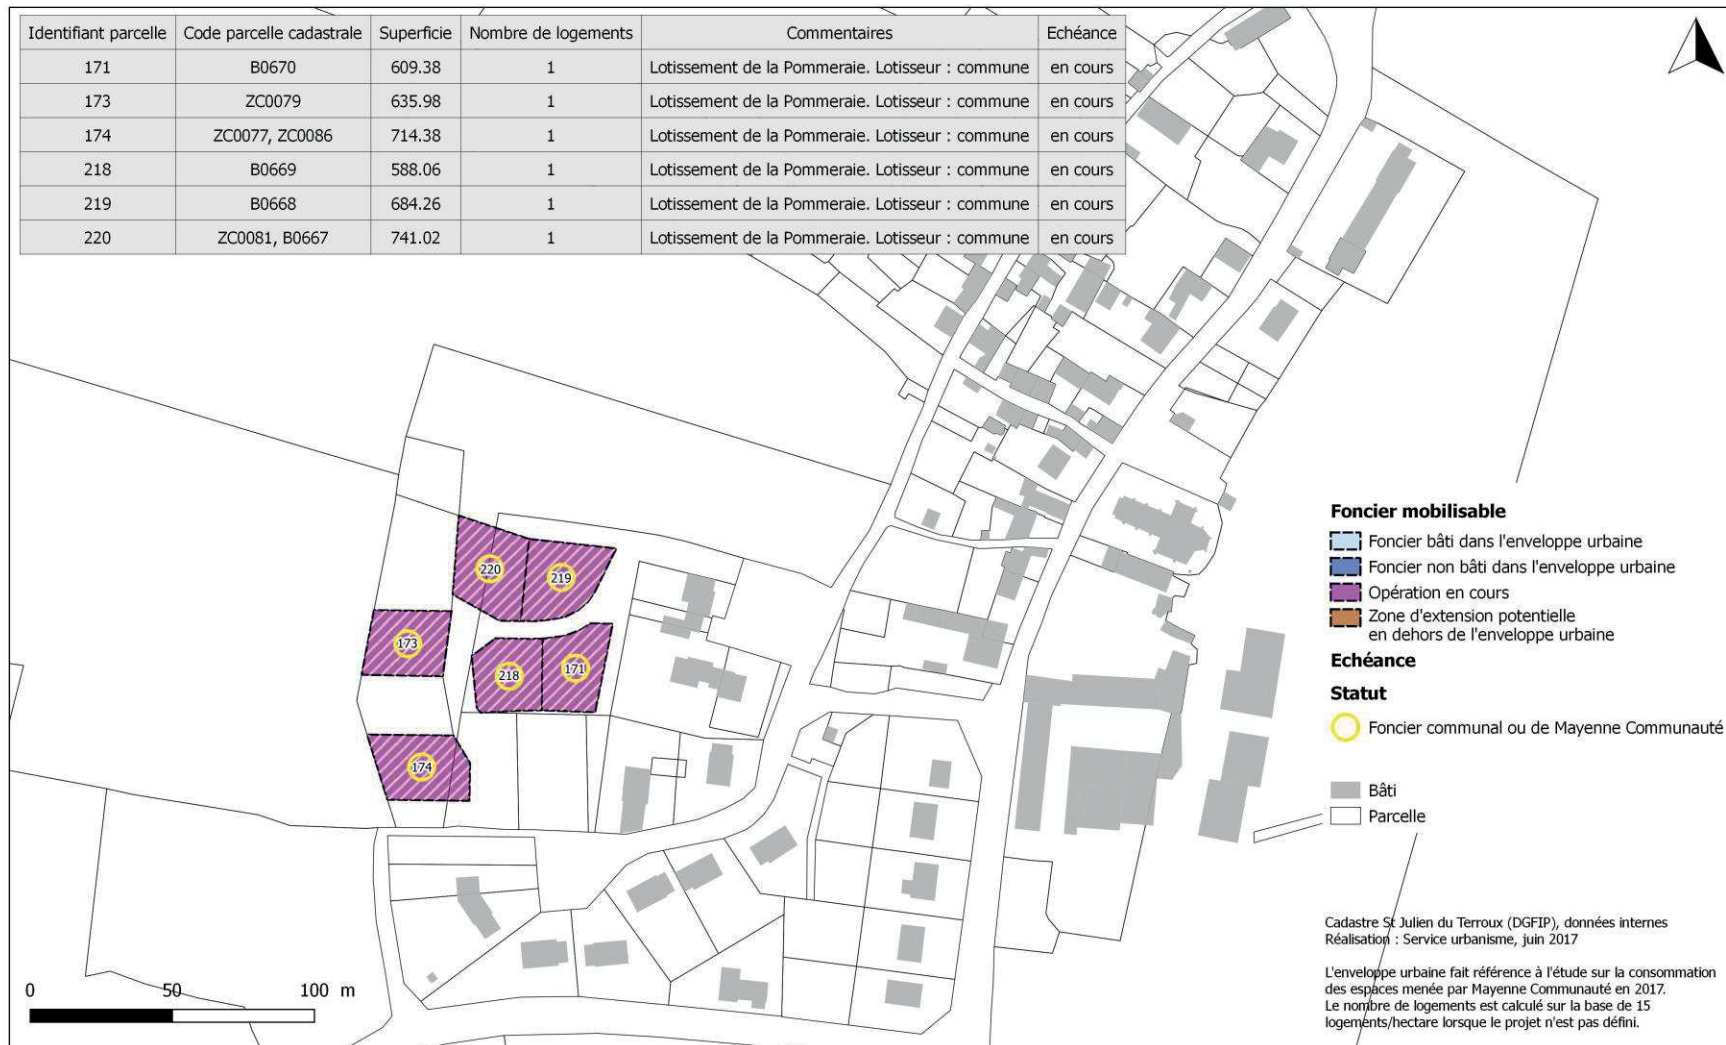 Identifiant parcelle Code parcelle cadastrale Superficie Nombre de logements Commentaires Echéance
171 B0670 609.38 1 Lotissement de la Pommeraie. Lotisseur : commune en cours
173 ZC0079 635.98 1 Lotissement de la Pommeraie. Lotisseur : commune en cours
174 ZC0077, ZC0086 714.38 1 Lotissement de la Pommeraie. Lotisseur : commune en cours
218 B0669 588.06 1 Lotissement de la Pommeraie. Lotisseur : commune en cours
219 B0668 684.26 1 Lotissement de la Pommeraie. Lotisseur : commune en cours
220 ZC0081, B0667 741.02 1 Lotissement de la Pommeraie. Lotisseur : commune en cours
220
219
173
218
171
174
Foncier mobilisable
Foncier bâti dans l'enveloppe urbaine
Foncier non bâti dans l'enveloppe urbaine
Opération en cours
Zone d'extension potentielle
en dehors de l'enveloppe urbaine
Echéance
Statut
Foncier communal ou de Mayenne Communauté
Bâti
Parcelle
Cadastre St Julien du Terroux (DGFIP), données internes
Réalisation : Service urbanisme, juin 2017
L'enveloppe urbaine fait référence à l'étude sur la consommation
des espaces menée par Mayenne Communauté en 2017.
Le nombre de logements est calculé sur la base de 15
logements/hectare lorsque le projet n'est pas défini.
0 50 100 m